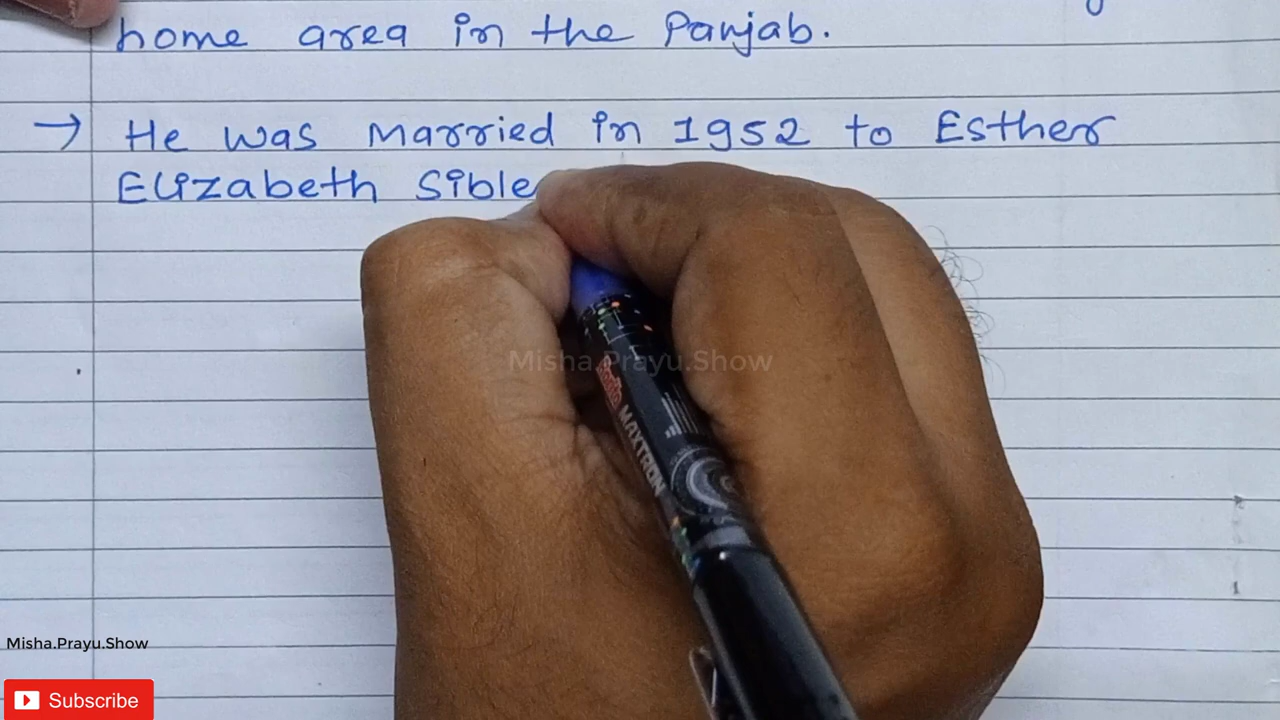 home area in the Panjab.
→ He was Married in 1952 to Esther
Elizabeth Sible
Misha.Prayu.Show
MAXTRON
Misha.Prayu.Show
Subscribe